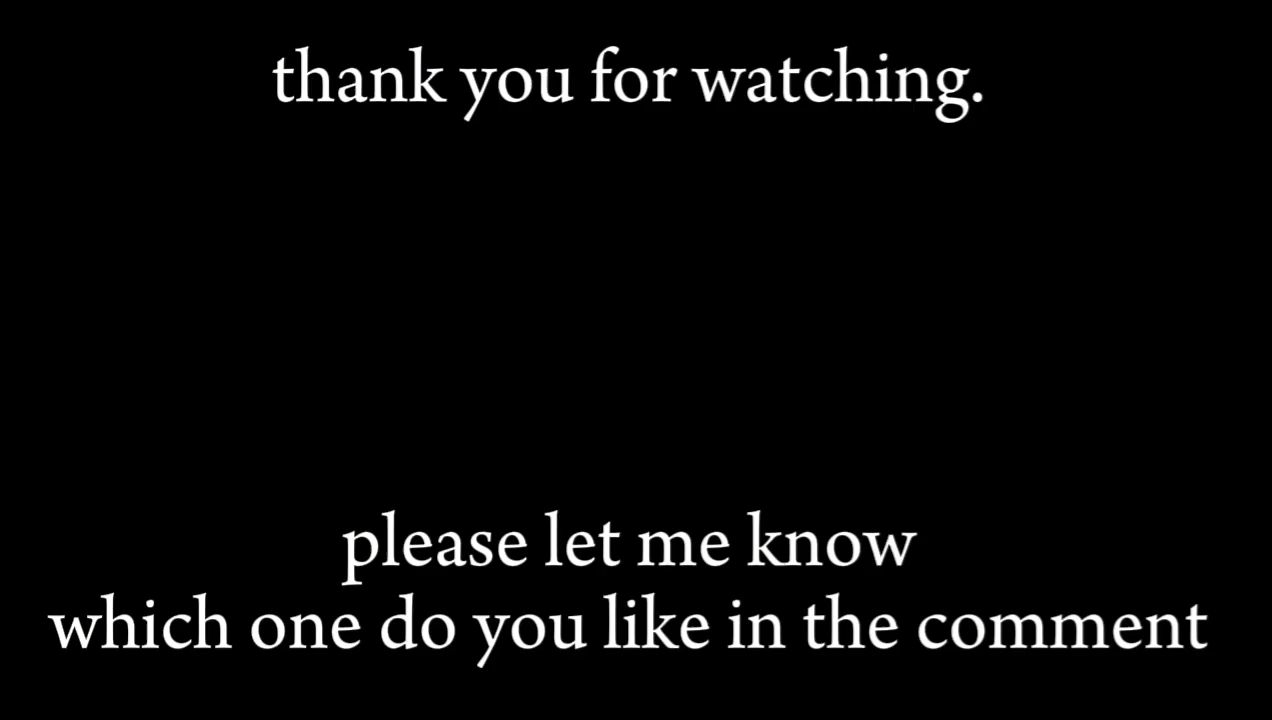 thank you for watching.
please let me know
which one do you like in the comment